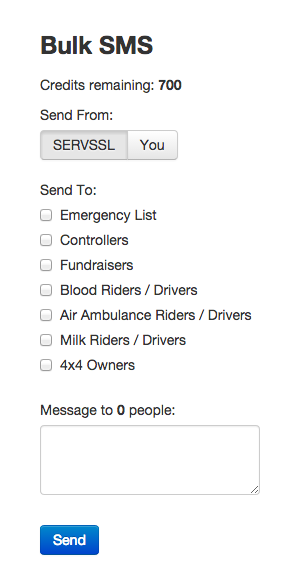 Bulk SMS
Credits remaining: 700
Send From:
SERVSSL You
Send To:
Emergency List
Controllers
Fundraisers
Blood Riders / Drivers
Air Ambulance Riders / Drivers
Milk Riders / Drivers
4x4 Owners
Message to 0 people:
Send